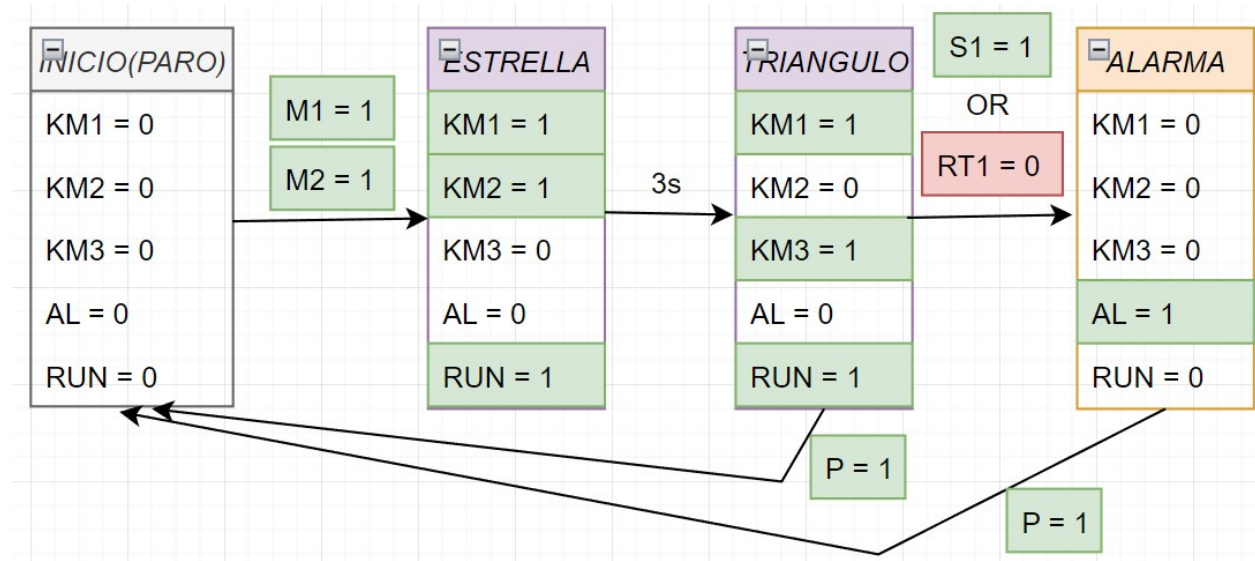 INICIO(PARO)
KM1 = 0
KM2 = 0
KM3 = 0
AL = 0
RUN = 0
M1 = 1
M2 = 1
ESTRELLA
KM1 = 1
KM2 = 1
KM3 = 0
AL = 0
RUN = 1
3s
TRIANGULO
KM1 = 1
KM2 = 0
KM3 = 1
AL = 0
RUN = 1
S1 = 1
OR
RT1 = 0
ALARMA
KM1 = 0
KM2 = 0
KM3 = 0
AL = 1
RUN = 0
P = 1
P = 1